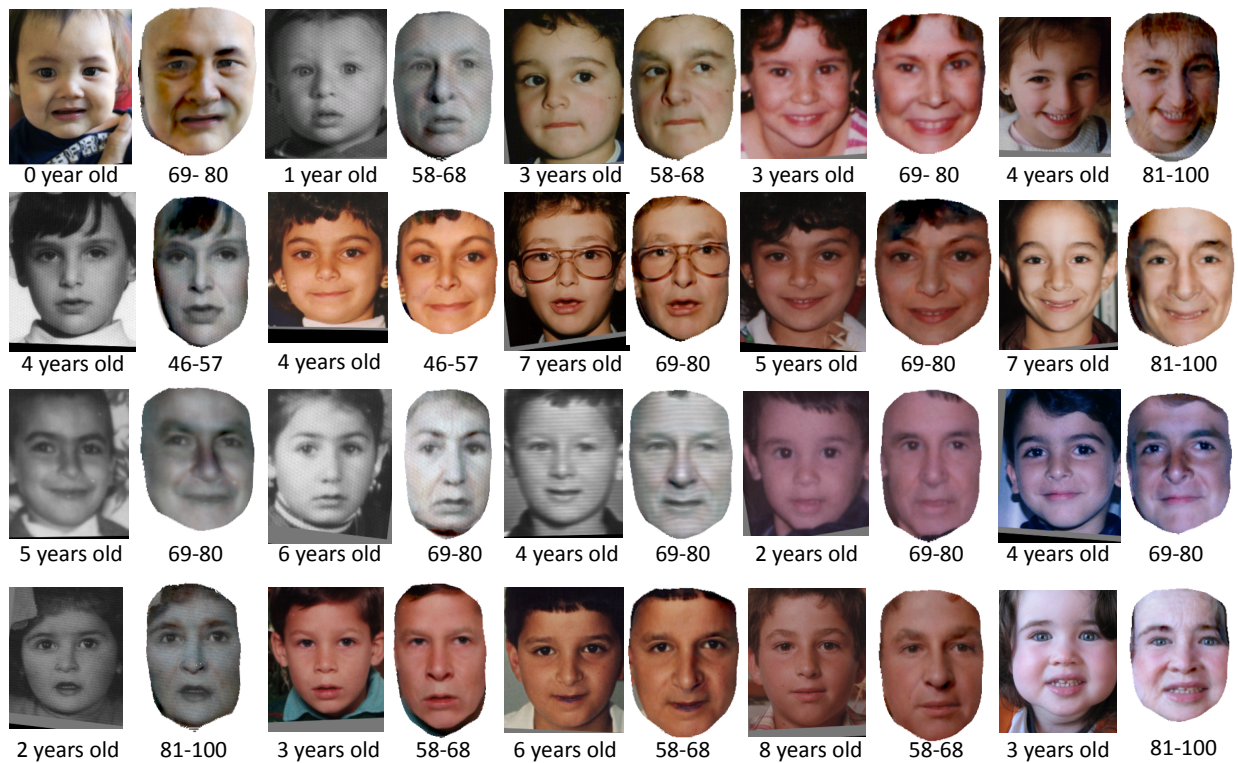 0 year old 69- 80 1 year old 58-68 3 years old 58-68 3 years old 69- 80 4 years old 81-100
4 years old 46-57 4 years old 46-57 7 years old 69-80 5 years old 69-80 7 years old 81-100
5 years old 69-80 6 years old 69-80 4 years old 69-80 2 years old 69-80 4 years old 69-80
2 years old 81-100 3 years old 58-68 6 years old 58-68 8 years old 58-68 3 years old 81-100